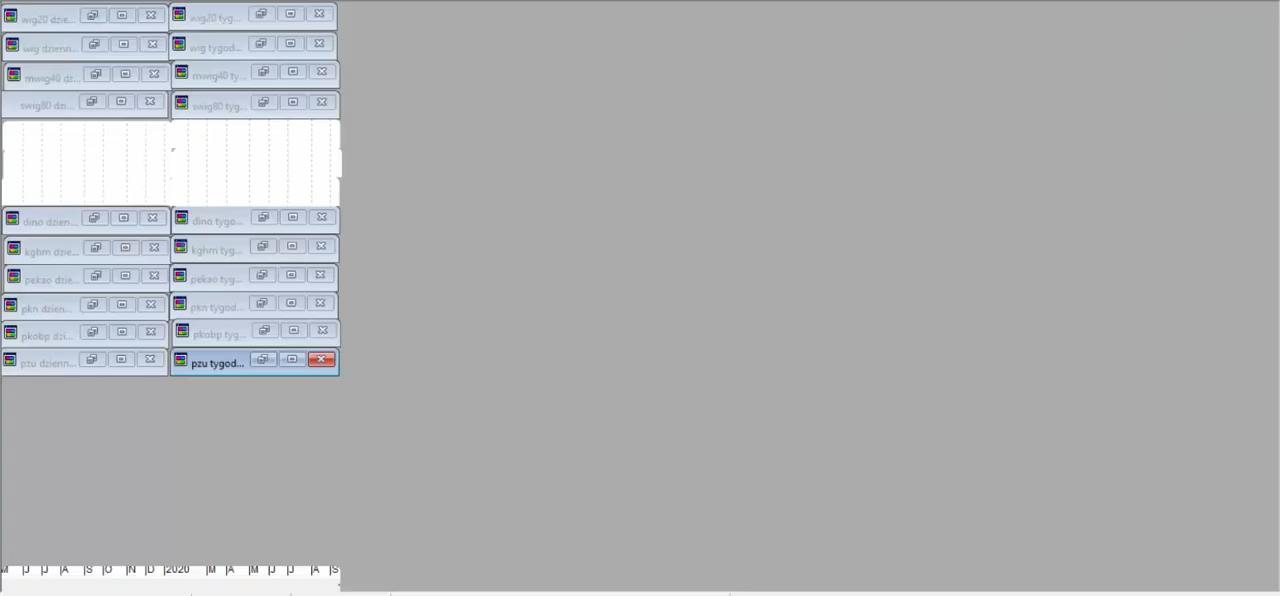 wig20 dzie... wig20 tyg...
wig dzienn... wig tygod...
mwig40 dz... mwig40 ty...
swig80 dzi... swig80 tyg...
dino dzien... dino tygo...
kghm dzie... kghm tyg...
pekao dzie... pekao tyg...
pkn dzien... pkn tygod...
pkobp dzi... pkobp tyg...
pzu dzienn... pzu tygod...
M J J A S O N D 2020 M A M J J A S